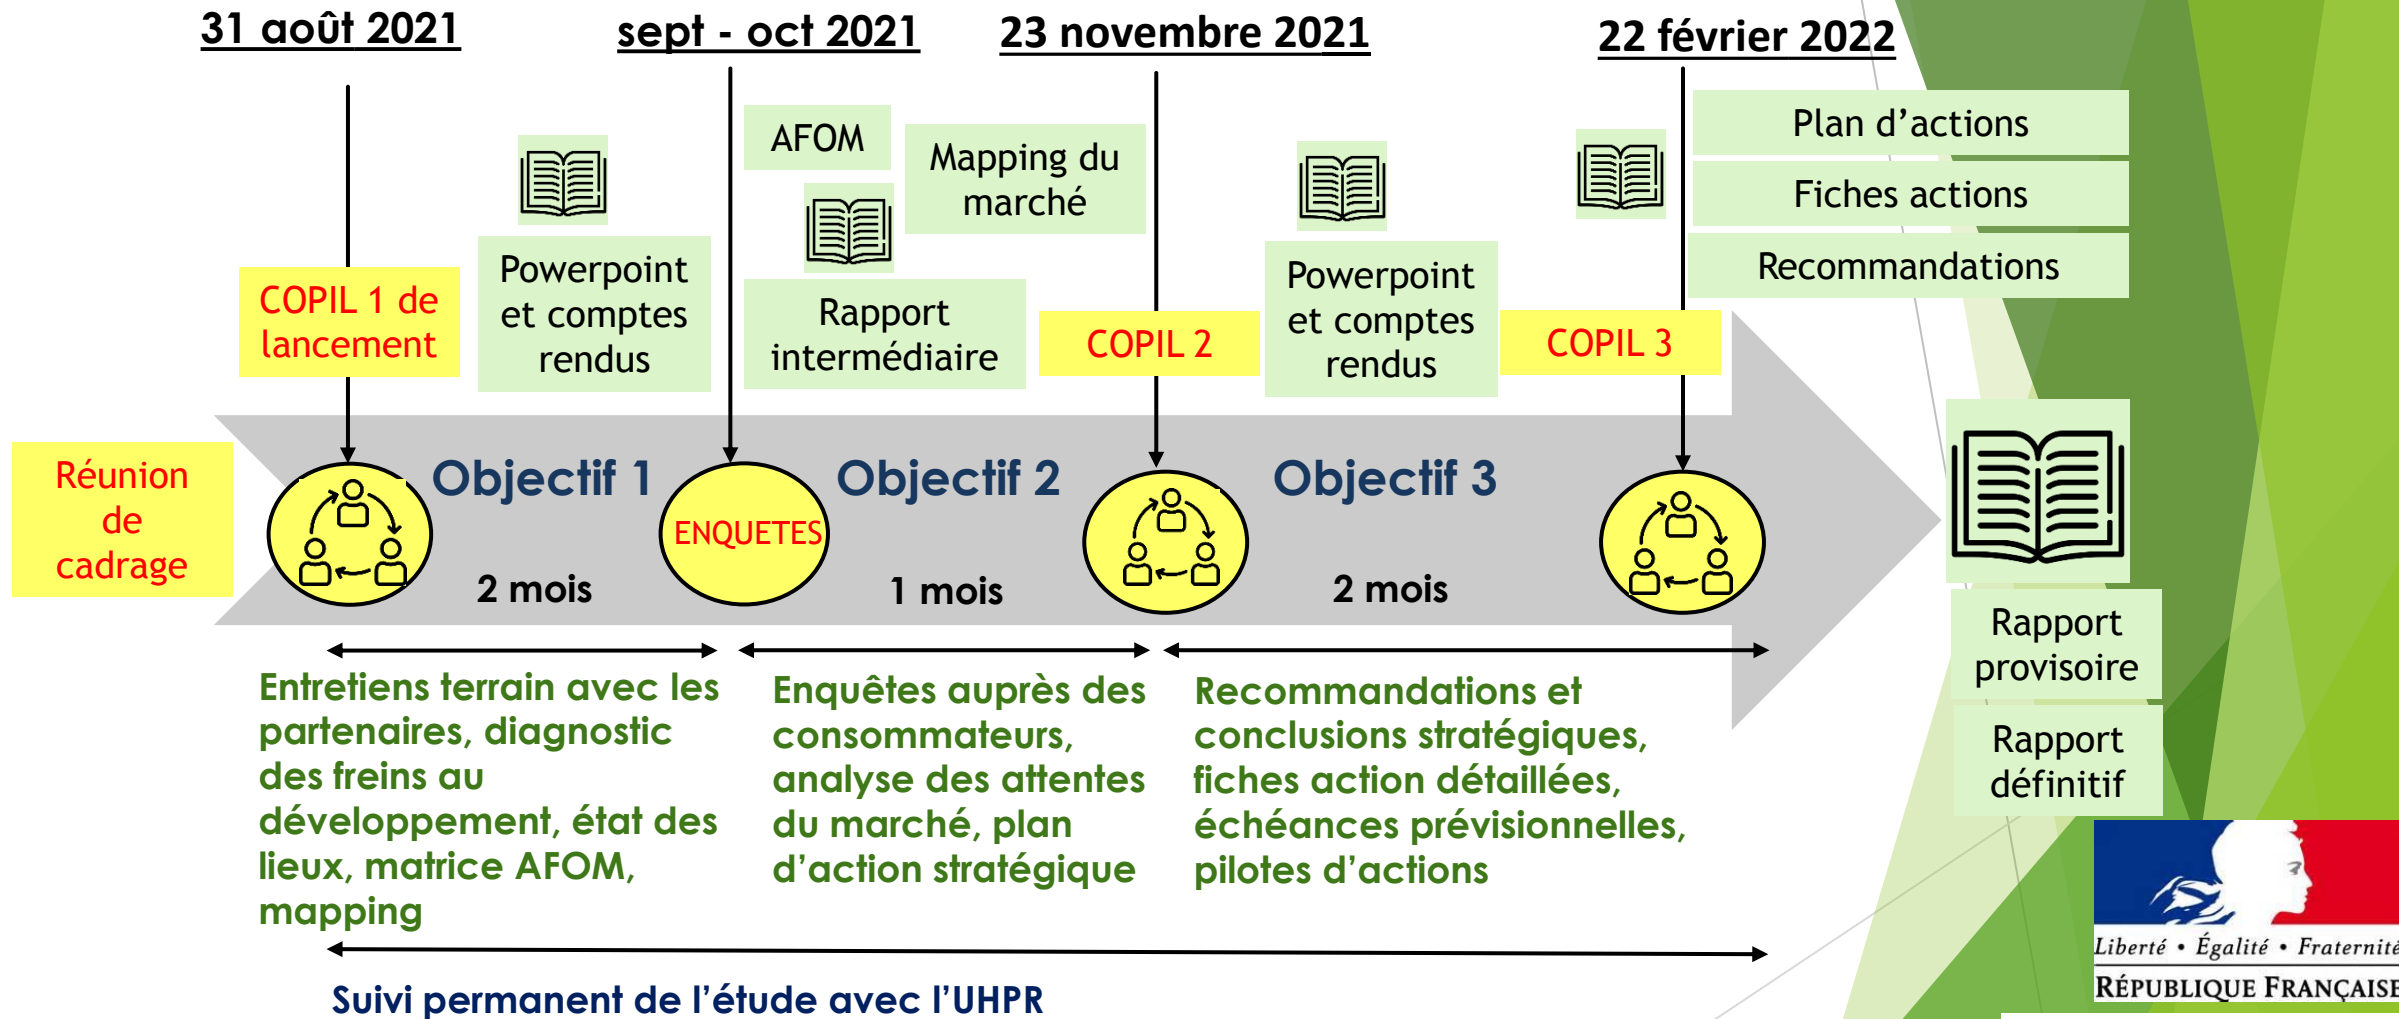 31 août 2021
sept - oct 2021
23 novembre 2021
22 février 2022
AFOM
Mapping du
marché
Plan d’actions
Fiches actions
Recommandations
COPIL 1 de
lancement
Powerpoint
et comptes
rendus
Rapport
intermédiaire
COPIL 2
Powerpoint
et comptes
rendus
COPIL 3
Réunion
de
cadrage
Objectif 1
2 mois
ENQUETES
Objectif 2
1 mois
Objectif 3
2 mois
Rapport
provisoire
Rapport
définitif
Entretiens terrain avec les
partenaires, diagnostic
des freins au
développement, état des
lieux, matrice AFOM,
mapping
Enquêtes auprès des
consommateurs,
analyse des attentes
du marché, plan
d’action stratégique
Recommandations et
conclusions stratégiques,
fiches action détaillées,
échéances prévisionnelles,
pilotes d’actions
Suivi permanent de l’étude avec l’UHPR
Liberté • Égalité • Fraternité
RÉPUBLIQUE FRANÇAISE